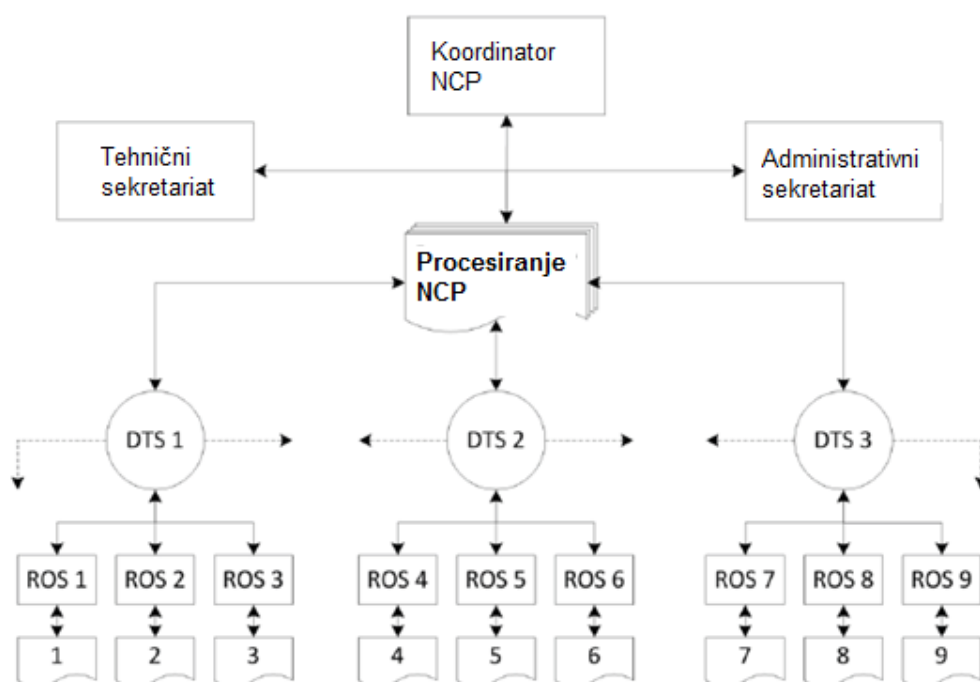 Koordinator
NCP
Tehnični
sekretariat
Administrativni
sekretariat
Procesiranje
NCP
DTS 1
DTS 2
DTS 3
ROS 1
ROS 2
ROS 3
ROS 4
ROS 5
ROS 6
ROS 7
ROS 8
ROS 9
1
2
3
4
5
6
7
8
9